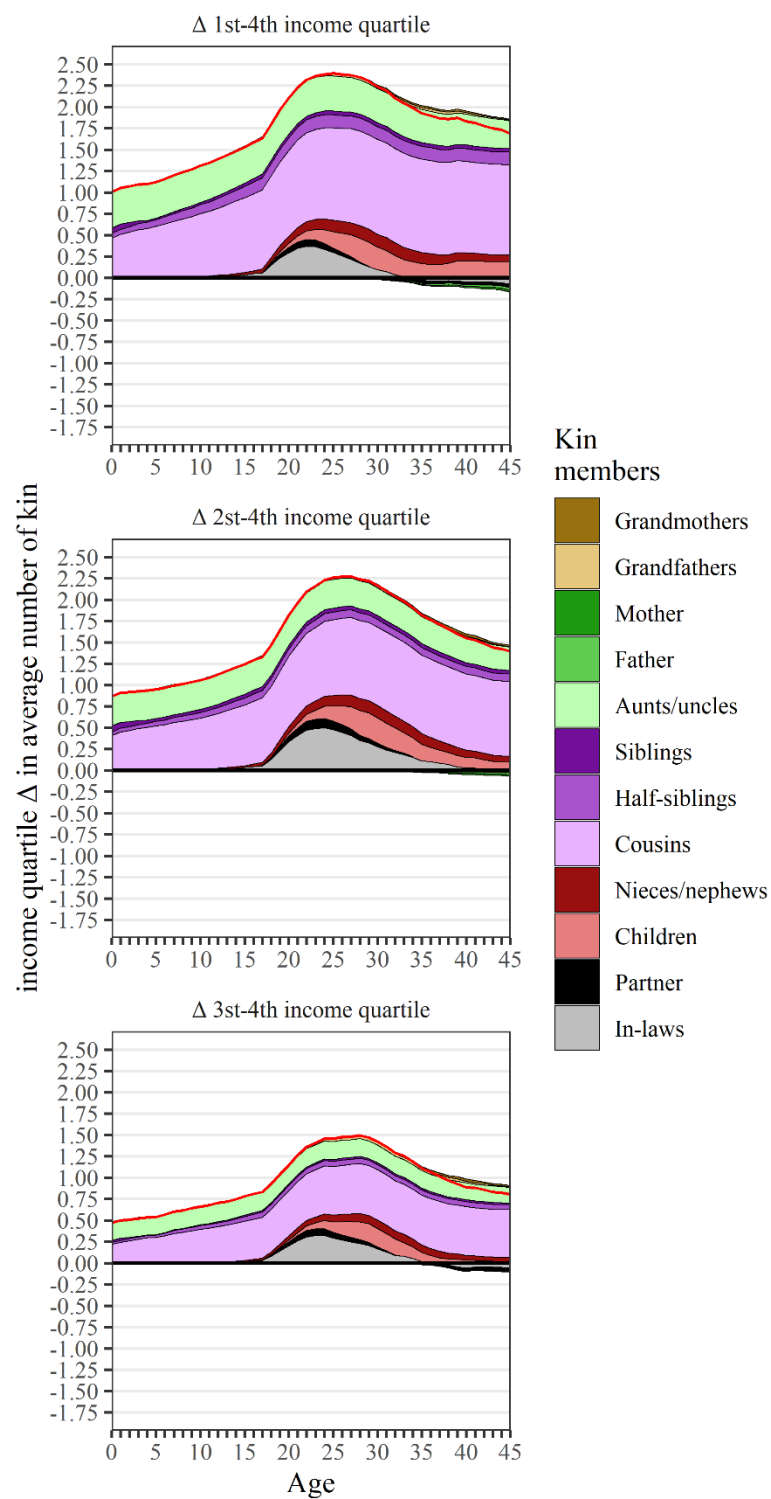 Δ 1st-4th income quartile
2.50
2.25
2.00
1.75
1.50
1.25
1.00
0.75
0.50
0.25
0.00
-0.25
-0.50
-0.75
-1.00
-1.25
-1.50
-1.75
0 5 10 15 20 25 30 35 40 45
Δ 2st-4th income quartile
2.50
2.25
2.00
1.75
1.50
1.25
1.00
0.75
0.50
0.25
0.00
-0.25
-0.50
-0.75
-1.00
-1.25
-1.50
-1.75
0 5 10 15 20 25 30 35 40 45
Δ 3st-4th income quartile
2.50
2.25
2.00
1.75
1.50
1.25
1.00
0.75
0.50
0.25
0.00
-0.25
-0.50
-0.75
-1.00
-1.25
-1.50
-1.75
0 5 10 15 20 25 30 35 40 45
Age
income quartile Δ in average number of kin
Kin
members
Grandmothers
Grandfathers
Mother
Father
Aunts/uncles
Siblings
Half-siblings
Cousins
Nieces/nephews
Children
Partner
In-laws